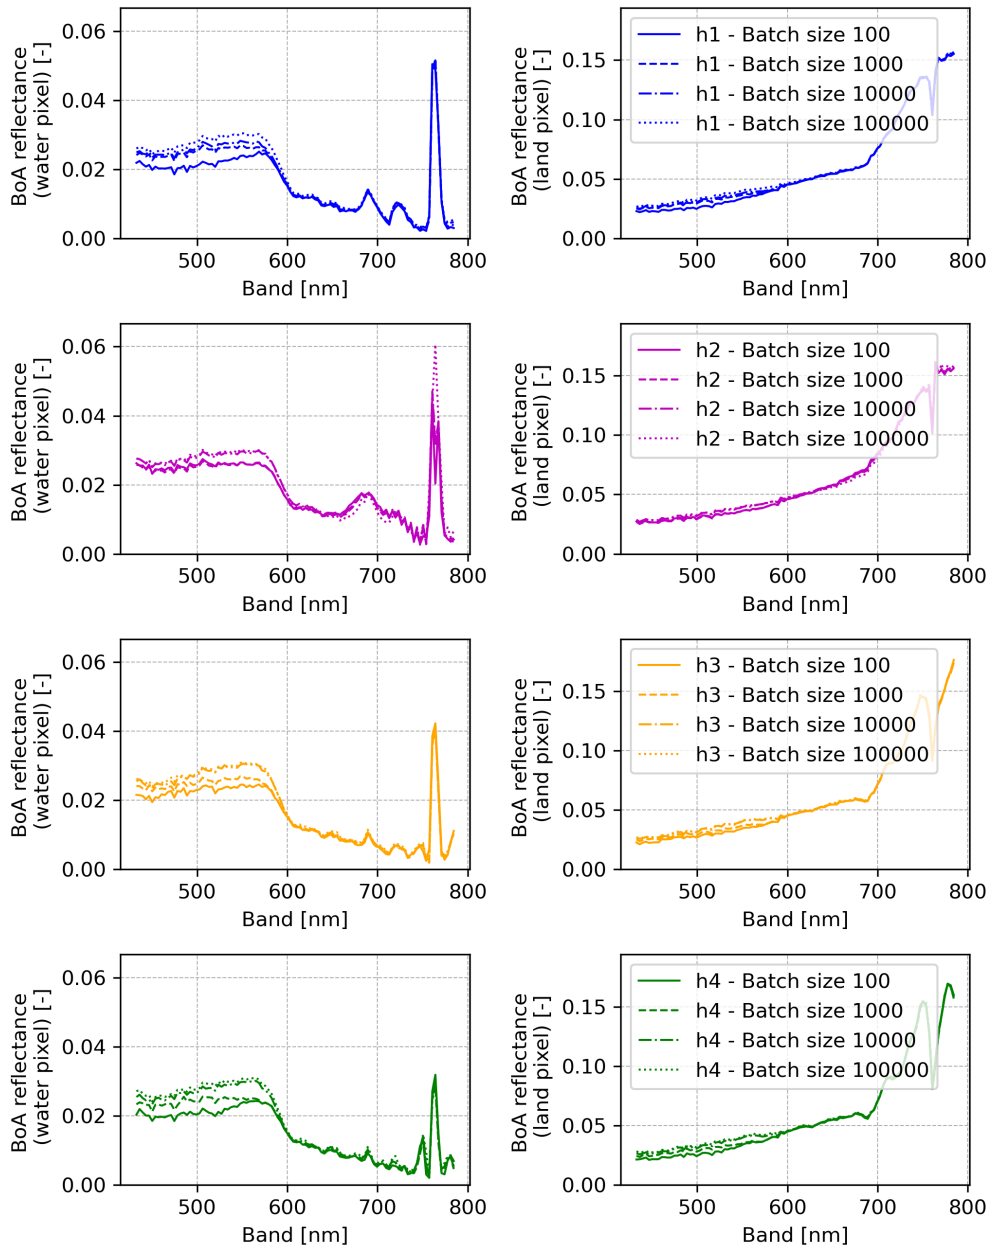 BoA reflectance
(water pixel) [-]
0.06
0.04
0.02
0.00
500 600 700 800
Band [nm]
BoA reflectance
(land pixel) [-]
0.15
0.10
0.05
0.00
h1 - Batch size 100
h1 - Batch size 1000
h1 - Batch size 10000
h1 - Batch size 100000
500 600 700 800
Band [nm]
BoA reflectance
(water pixel) [-]
0.06
0.04
0.02
0.00
500 600 700 800
Band [nm]
BoA reflectance
(land pixel) [-]
0.15
0.10
0.05
0.00
h2 - Batch size 100
h2 - Batch size 1000
h2 - Batch size 10000
h2 - Batch size 100000
500 600 700 800
Band [nm]
BoA reflectance
(water pixel) [-]
0.06
0.04
0.02
0.00
500 600 700 800
Band [nm]
BoA reflectance
(land pixel) [-]
0.15
0.10
0.05
0.00
h3 - Batch size 100
h3 - Batch size 1000
h3 - Batch size 10000
h3 - Batch size 100000
500 600 700 800
Band [nm]
BoA reflectance
(water pixel) [-]
0.06
0.04
0.02
0.00
500 600 700 800
Band [nm]
BoA reflectance
(land pixel) [-]
0.15
0.10
0.05
0.00
h4 - Batch size 100
h4 - Batch size 1000
h4 - Batch size 10000
h4 - Batch size 100000
500 600 700 800
Band [nm]